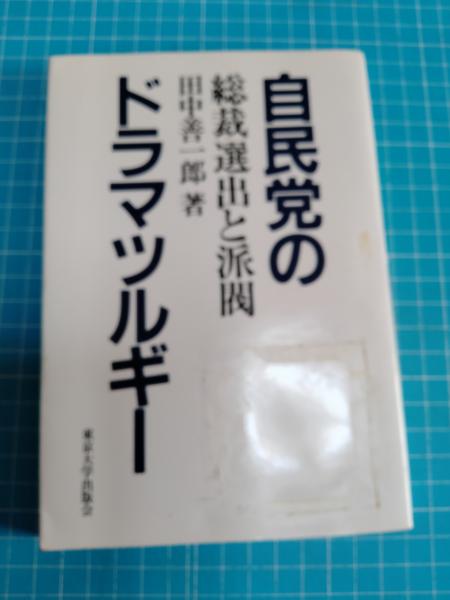 自民党の
ドラマツルギー
総裁選出と派閥
田中善一郎 著
東京大学出版会